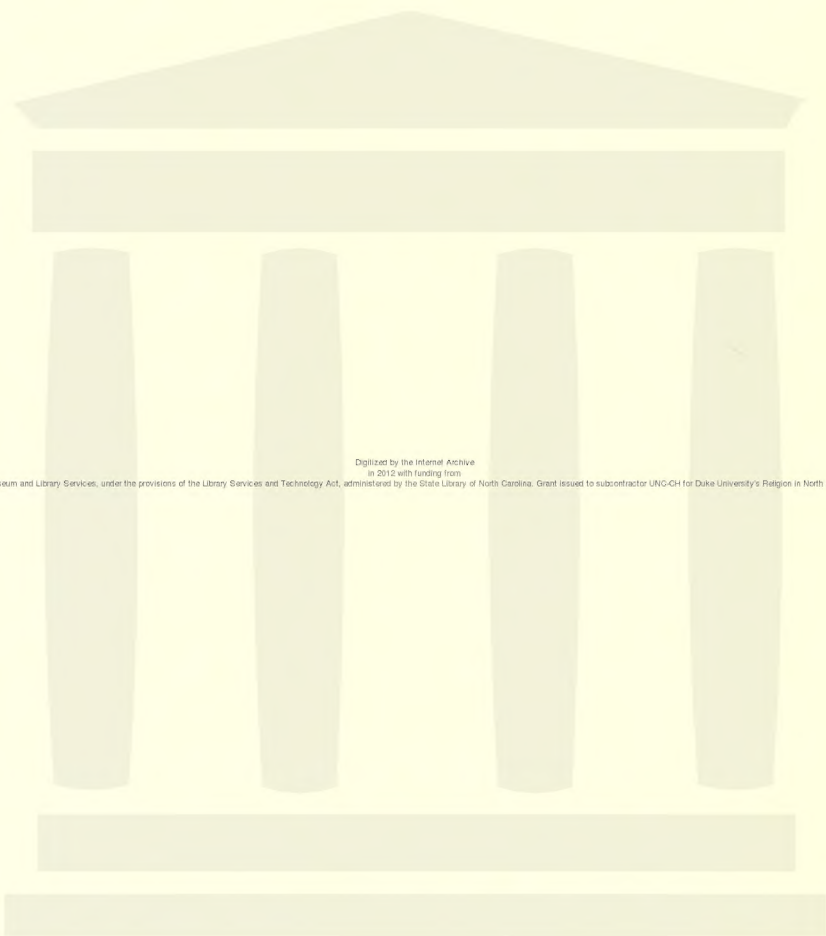 Digitized by the Internet Archive
in 2012 with funding from
eum and Library Services, under the provisions of the Library Services and Technology Act, administered by the State Library of North Carolina. Grant issued to subcontractor UNC-CH for Duke University's Religion in North